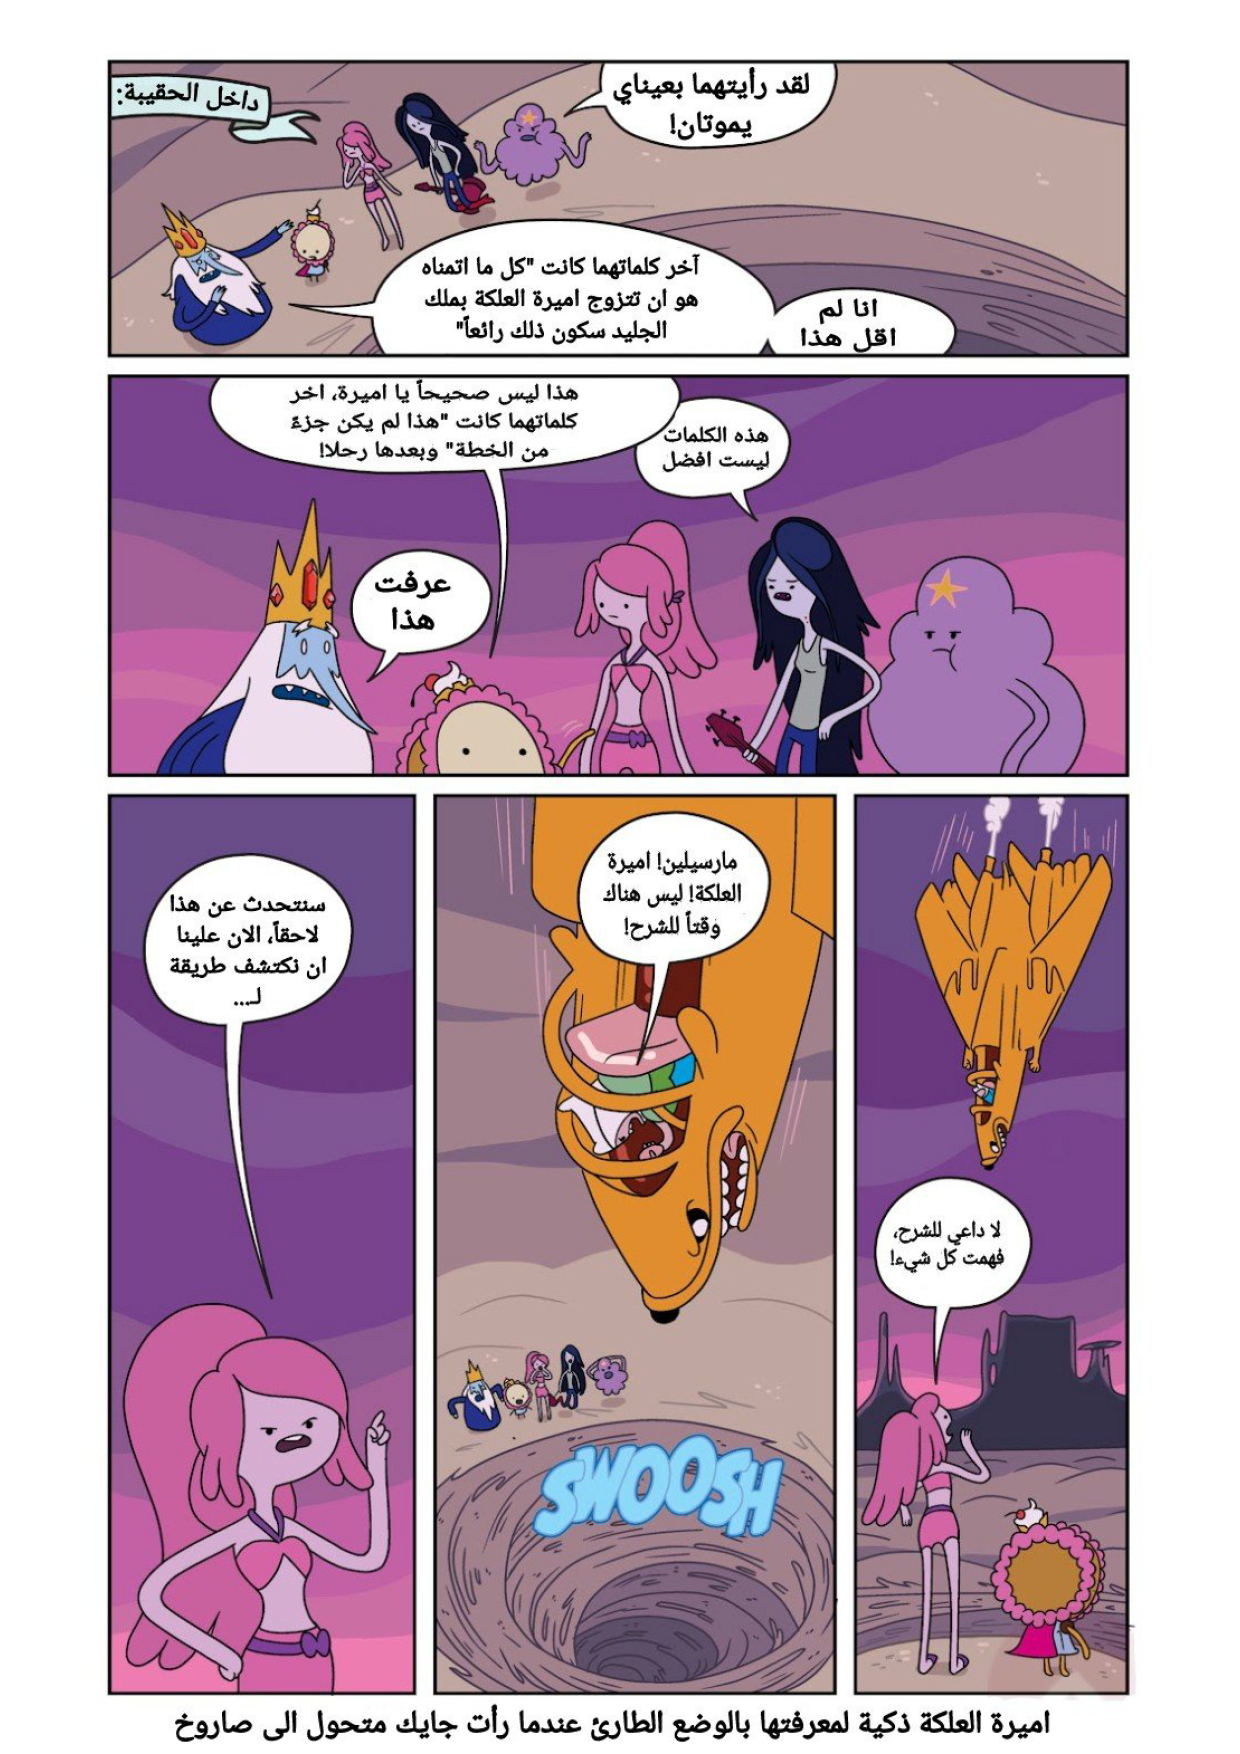 داخل الحقيبة:
لقد رأيتهما بعيناي
يموتان!
آخر كلماتهما كانت "كل ما اتمناه
هو ان تتزوج اميرة العلكة بملك
الجليد سكون ذلك رائعاً"
انا لم
اقل هذا
هذا ليس صحيحاً يا اميرة، اخر
كلماتهما كانت "هذا لم يكن جزءً
من الخطة" وبعدها رحلا!
هذه الكلمات
ليست افضل
عرفت
هذا
سنتحدث عن هذا
لاحقاً، الان علينا
ان نكتشف طريقة
لـ...
مارسيلين! اميرة
العلكة! ليس هناك
وقتاً للشرح!
SWOOSH
لا داعي للشرح،
فهمت كل شيء!
اميرة العلكة ذكية لمعرفتها بالوضع الطارئ عندما رأت جايك متحول الى صاروخ